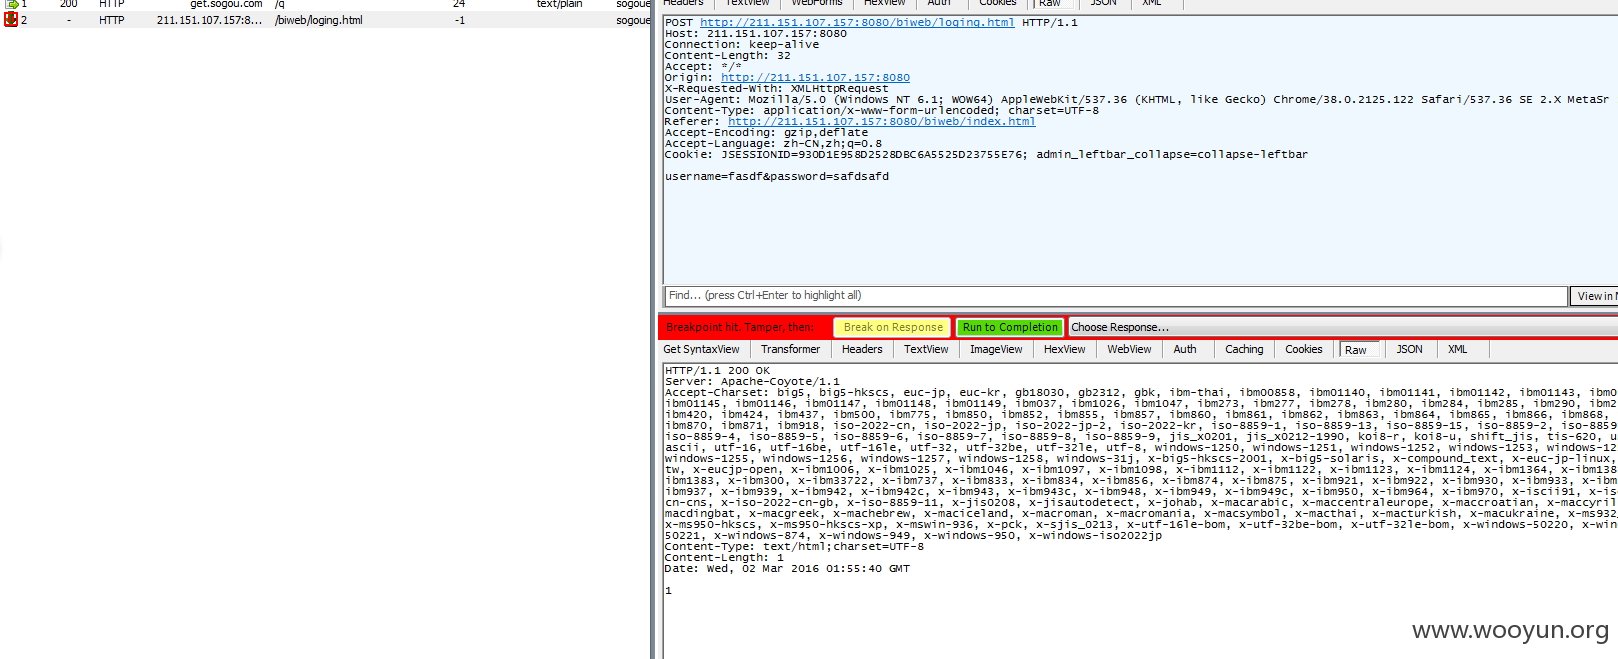 1 200 HTTP get.sogou.com /q 24 text/plain sogoue
2 - HTTP 211.151.107.157:8... /biweb/loging.html -1 sogoue
Headers TextView WebForms HexView Auth Cookies Raw JSON XML
POST http://211.151.107.157:8080/biweb/loging.html HTTP/1.1
Host: 211.151.107.157:8080
Connection: keep-alive
Content-Length: 32
Accept: */*
Origin: http://211.151.107.157:8080
X-Requested-With: XMLHttpRequest
User-Agent: Mozilla/5.0 (Windows NT 6.1; WOW64) AppleWebKit/537.36 (KHTML, like Gecko) Chrome/38.0.2125.122 Safari/537.36 SE 2.X MetaSr
Content-Type: application/x-www-form-urlencoded; charset=UTF-8
Referer: http://211.151.107.157:8080/biweb/index.html
Accept-Encoding: gzip,deflate
Accept-Language: zh-CN,zh;q=0.8
Cookie: JSESSIONID=930D1E958D2528DBC6A5525D23755E76; admin_leftbar_collapse=collapse-leftbar
username=fasdf&password=safdsafd
Find... (press Ctrl+Enter to highlight all) View in N
Breakpoint hit. Tamper, then: Break on Response Run to Completion Choose Response...
Get SyntaxView Transformer Headers TextView ImageView HexView WebView Auth Caching Cookies Raw JSON XML
HTTP/1.1 200 OK
Server: Apache-Coyote/1.1
Accept-Charset: big5, big5-hkscs, euc-jp, euc-kr, gb18030, gb2312, gbk, ibm-thai, ibm00858, ibm01140, ibm01141, ibm01142, ibm01143, ibm0
ibm01145, ibm01146, ibm01147, ibm01148, ibm01149, ibm037, ibm1026, ibm1047, ibm273, ibm277, ibm278, ibm280, ibm284, ibm285, ibm290, ibm2
ibm420, ibm424, ibm437, ibm500, ibm775, ibm850, ibm852, ibm855, ibm857, ibm860, ibm861, ibm862, ibm863, ibm864, ibm865, ibm866, ibm868,
ibm870, ibm871, ibm918, iso-2022-cn, iso-2022-jp, iso-2022-jp-2, iso-2022-kr, iso-8859-1, iso-8859-13, iso-8859-15, iso-8859-2, iso-8859
iso-8859-4, iso-8859-5, iso-8859-6, iso-8859-7, iso-8859-8, iso-8859-9, jis_x0201, jis_x0212-1990, koi8-r, koi8-u, shift_jis, tis-620, u
ascii, utf-16, utf-16be, utf-16le, utf-32, utf-32be, utf-32le, utf-8, windows-1250, windows-1251, windows-1252, windows-1253, windows-12
windows-1255, windows-1256, windows-1257, windows-1258, windows-31j, x-big5-hkscs-2001, x-big5-solaris, x-compound_text, x-euc-jp-linux,
tw, x-eucjp-open, x-ibm1006, x-ibm1025, x-ibm1046, x-ibm1097, x-ibm1098, x-ibm1112, x-ibm1122, x-ibm1123, x-ibm1124, x-ibm1364, x-ibm138
ibm1383, x-ibm300, x-ibm33722, x-ibm737, x-ibm833, x-ibm834, x-ibm856, x-ibm874, x-ibm875, x-ibm921, x-ibm922, x-ibm930, x-ibm933, x-ibm
ibm937, x-ibm939, x-ibm942, x-ibm942c, x-ibm943, x-ibm943c, x-ibm948, x-ibm949, x-ibm949c, x-ibm950, x-ibm964, x-ibm970, x-iscii91, x-is
cn-cns, x-iso-2022-cn-gb, x-iso-8859-11, x-jis0208, x-jisautodetect, x-johab, x-macarabic, x-maccentraleurope, x-maccroatian, x-maccyril
macdingbat, x-macgreek, x-machebrew, x-maciceland, x-macroman, x-macromania, x-macsymbol, x-macthai, x-macturkish, x-macukraine, x-ms932_
x-ms950-hkscs, x-ms950-hkscs-xp, x-mswin-936, x-pck, x-sjis_0213, x-utf-16le-bom, x-utf-32be-bom, x-utf-32le-bom, x-windows-50220, x-win
50221, x-windows-874, x-windows-949, x-windows-950, x-windows-iso2022jp
Content-Type: text/html;charset=UTF-8
Content-Length: 1
Date: Wed, 02 Mar 2016 01:55:40 GMT
1
www.wooyun.org